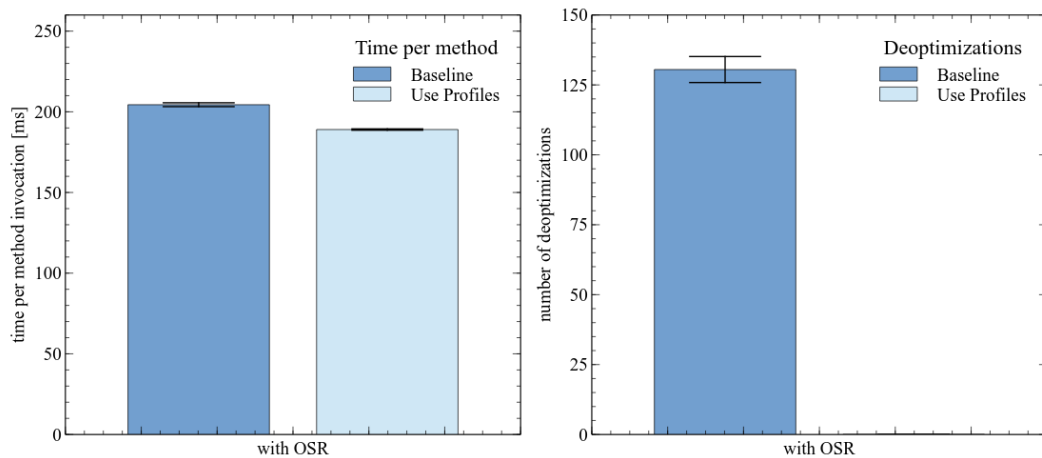 250
200
150
100
50
0
time per method invocation [ms]
Time per method
Baseline
Use Profiles
with OSR
150
125
100
75
50
25
0
number of deoptimizations
Deoptimizations
Baseline
Use Profiles
with OSR